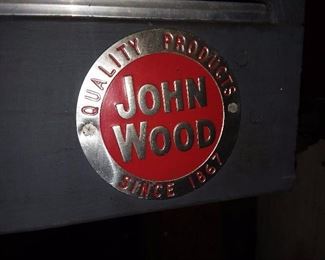 QUALITY PRODUCTS
JOHN
WOOD
SINCE 1867